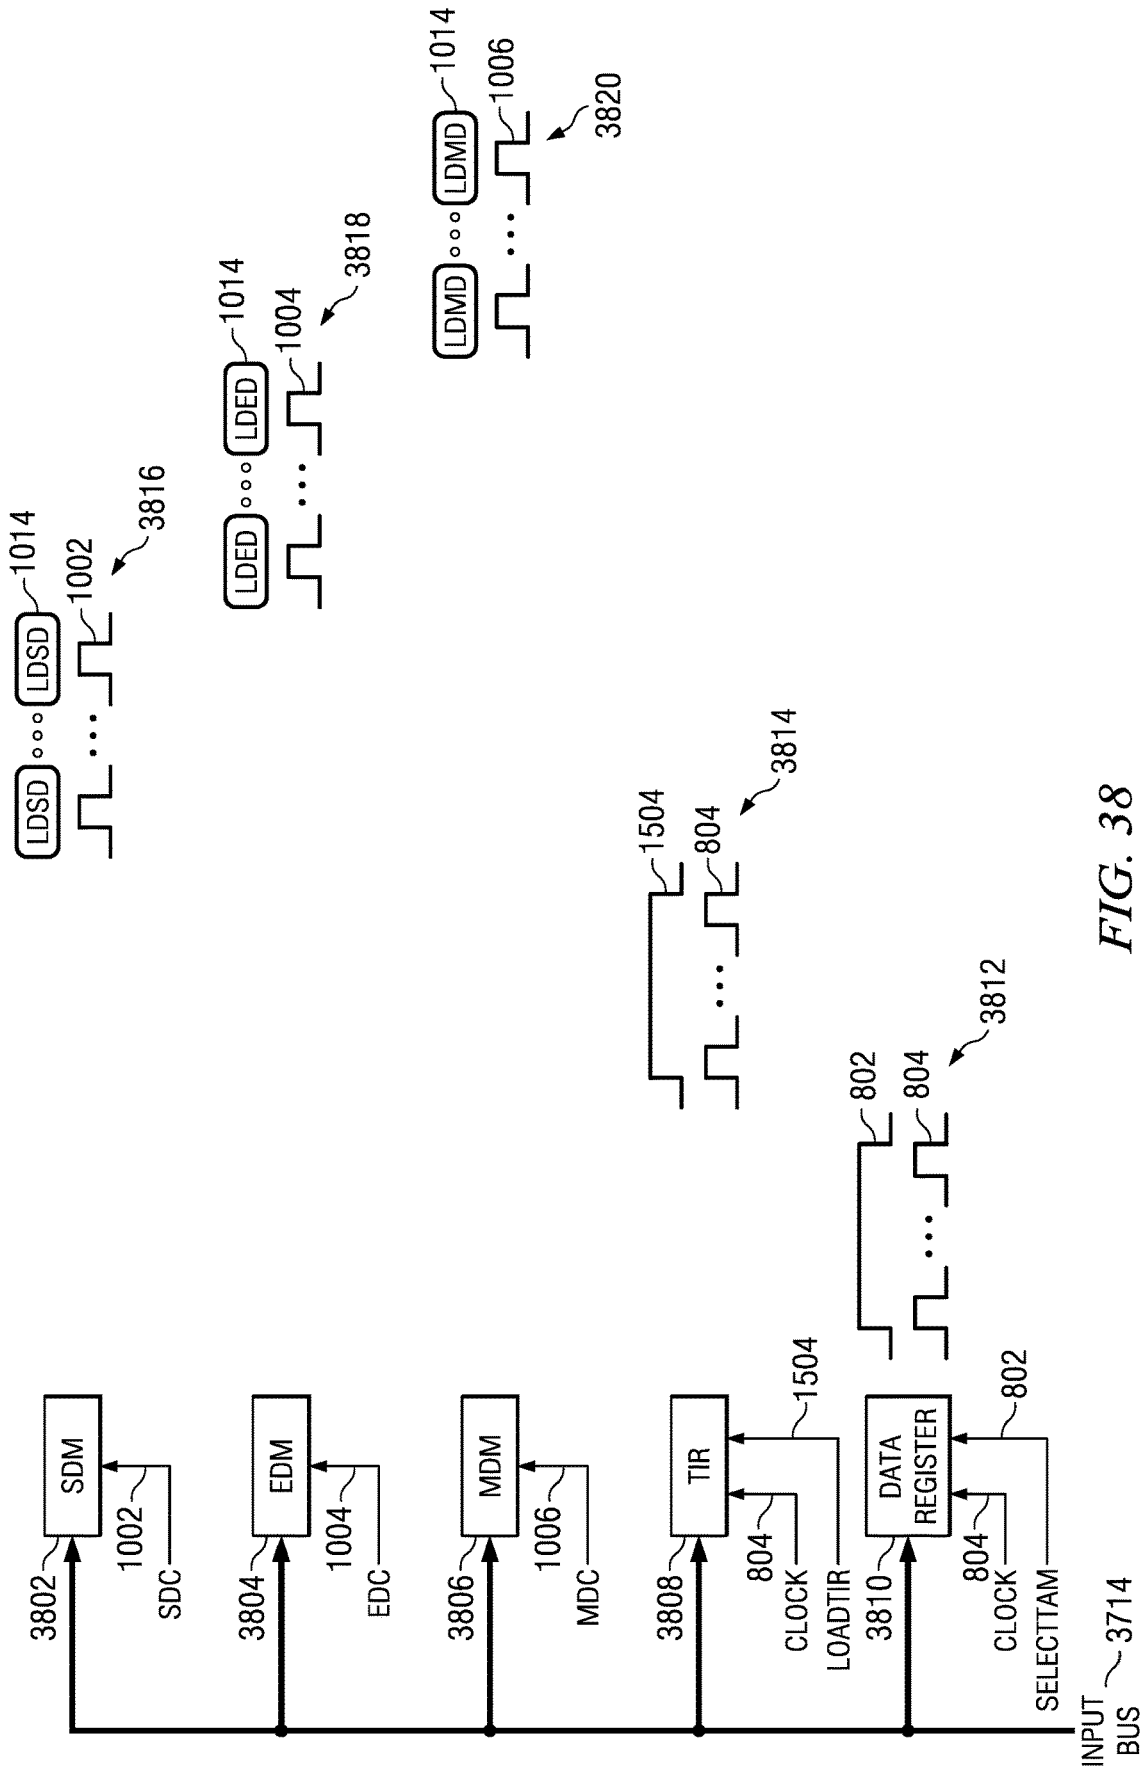 SDM
3802
1002
SDC
LDSD
LDSD
1014
1002
3816
EDM
3804
1004
EDC
LDED
LDED
1014
1004
3818
MDM
3806
1006
MDC
LDMD
LDMD
1014
1006
3820
TIR
3808
804
CLOCK
LOADTIR
1504
1504
804
3814
DATA
REGISTER
3810
804
CLOCK
SELECTTAM
802
802
804
3812
INPUT
BUS
3714
FIG. 38